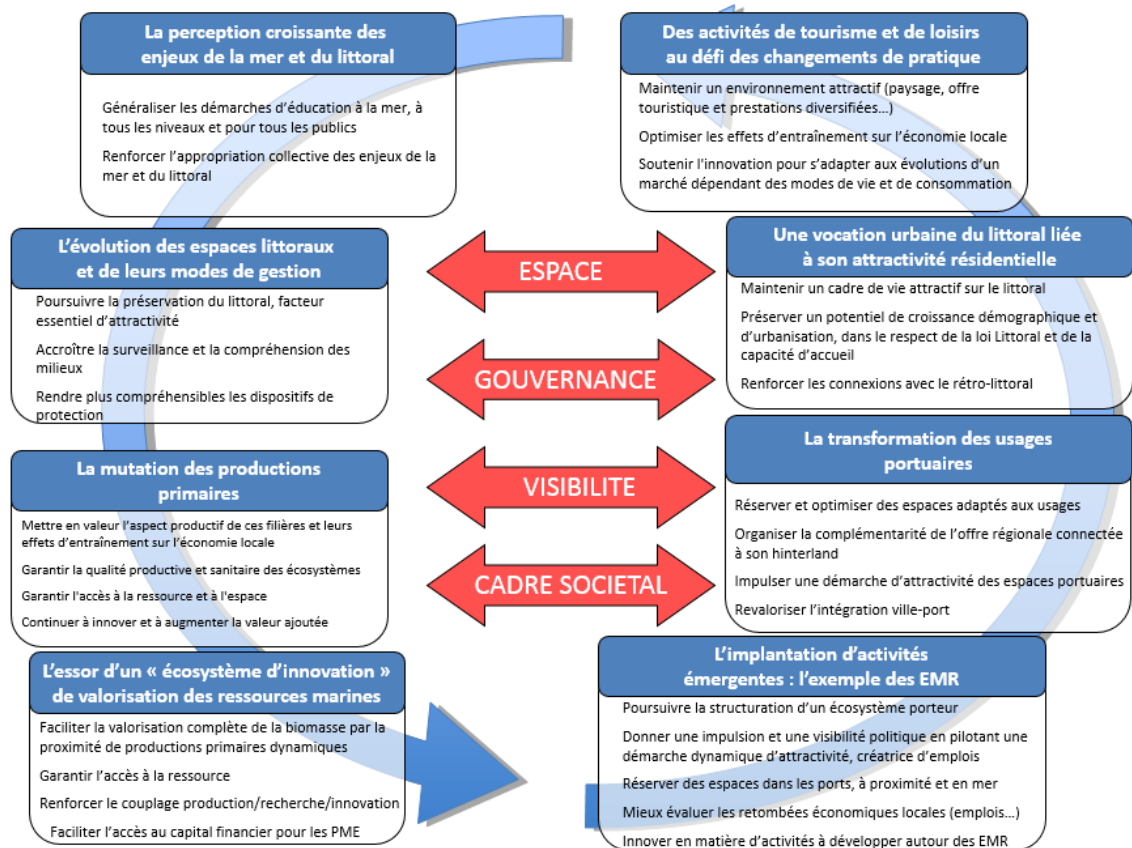 La perception croissante des
enjeux de la mer et du littoral
Généraliser les démarches d'éducation à la mer, à
tous les niveaux et pour tous les publics
Renforcer l'appropriation collective des enjeux de la
mer et du littoral
Des activités de tourisme et de loisirs
au défi des changements de pratique
Maintenir un environnement attractif (paysage, offre
touristique et prestations diversifiées...)
Optimiser les effets d'entraînement sur l'économie locale
Soutenir l'innovation pour s'adapter aux évolutions d'un
marché dépendant des modes de vie et de consommation
L'évolution des espaces littoraux
et de leurs modes de gestion
Poursuivre la préservation du littoral, facteur
essentiel d'attractivité
Accroître la surveillance et la compréhension des
milieux
Rendre plus compréhensibles les dispositifs de
protection
ESPACE
GOUVERNANCE
VISIBILITE
CADRE SOCIETAL
Une vocation urbaine du littoral liée
à son attractivité résidentielle
Maintenir un cadre de vie attractif sur le littoral
Préserver un potentiel de croissance démographique et
d'urbanisation, dans le respect de la loi Littoral et de la
capacité d'accueil
Renforcer les connexions avec le rétro-littoral
La mutation des productions
primaires
Mettre en valeur l'aspect productif de ces filières et leurs
effets d'entraînement sur l'économie locale
Garantir la qualité productive et sanitaire des écosystèmes
Garantir l'accès à la ressource et à l'espace
Continuer à innover et à augmenter la valeur ajoutée
La transformation des usages
portuaires
Réserver et optimiser des espaces adaptés aux usages
Organiser la complémentarité de l'offre régionale connectée
à son hinterland
Impulser une démarche d'attractivité des espaces portuaires
Revaloriser l'intégration ville-port
L'essor d'un « écosystème d'innovation »
de valorisation des ressources marines
Faciliter la valorisation complète de la biomasse par la
proximité de productions primaires dynamiques
Garantir l'accès à la ressource
Renforcer le couplage production/recherche/innovation
Faciliter l'accès au capital financier pour les PME
L'implantation d'activités
émergentes : l'exemple des EMR
Poursuivre la structuration d'un écosystème porteur
Donner une impulsion et une visibilité politique en pilotant une
démarche dynamique d'attractivité, créatrice d'emplois
Réserver des espaces dans les ports, à proximité et en mer
Mieux évaluer les retombées économiques locales (emplois...)
Innover en matière d'activités à développer autour des EMR